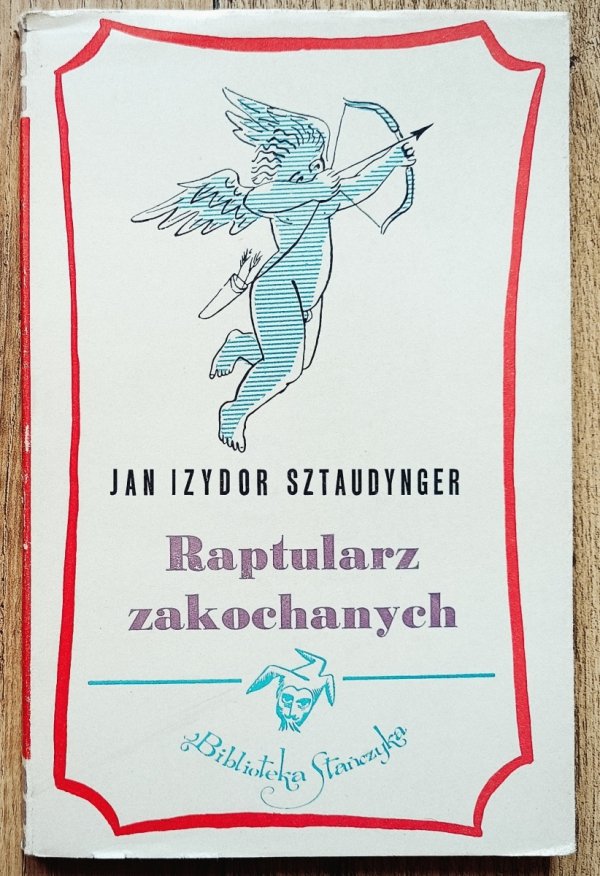 JAN IZYDOR SZTAUDYNGER
Raptularz
zakochanych
Biblioteka Stańczyka